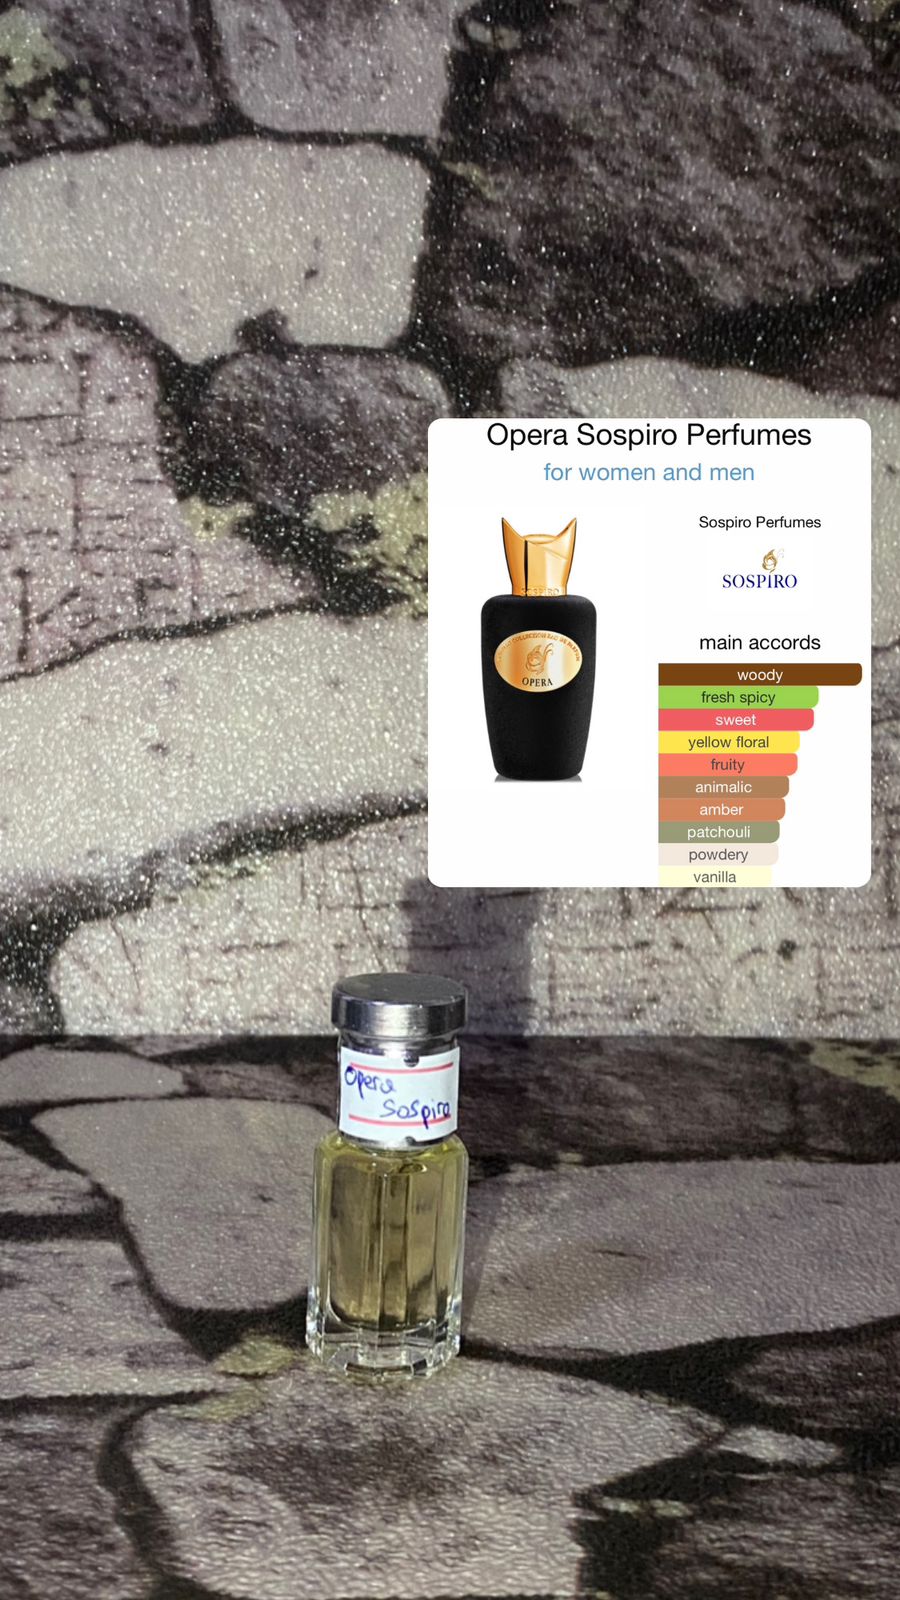 Opera Sospiro Perfumes
for women and men
Sospiro Perfumes
SOSPIRO
main accords
woody
fresh spicy
sweet
yellow floral
fruity
animalic
amber
patchouli
powdery
vanilla
SOSPIRO
OPERA
Opera
Sospiro